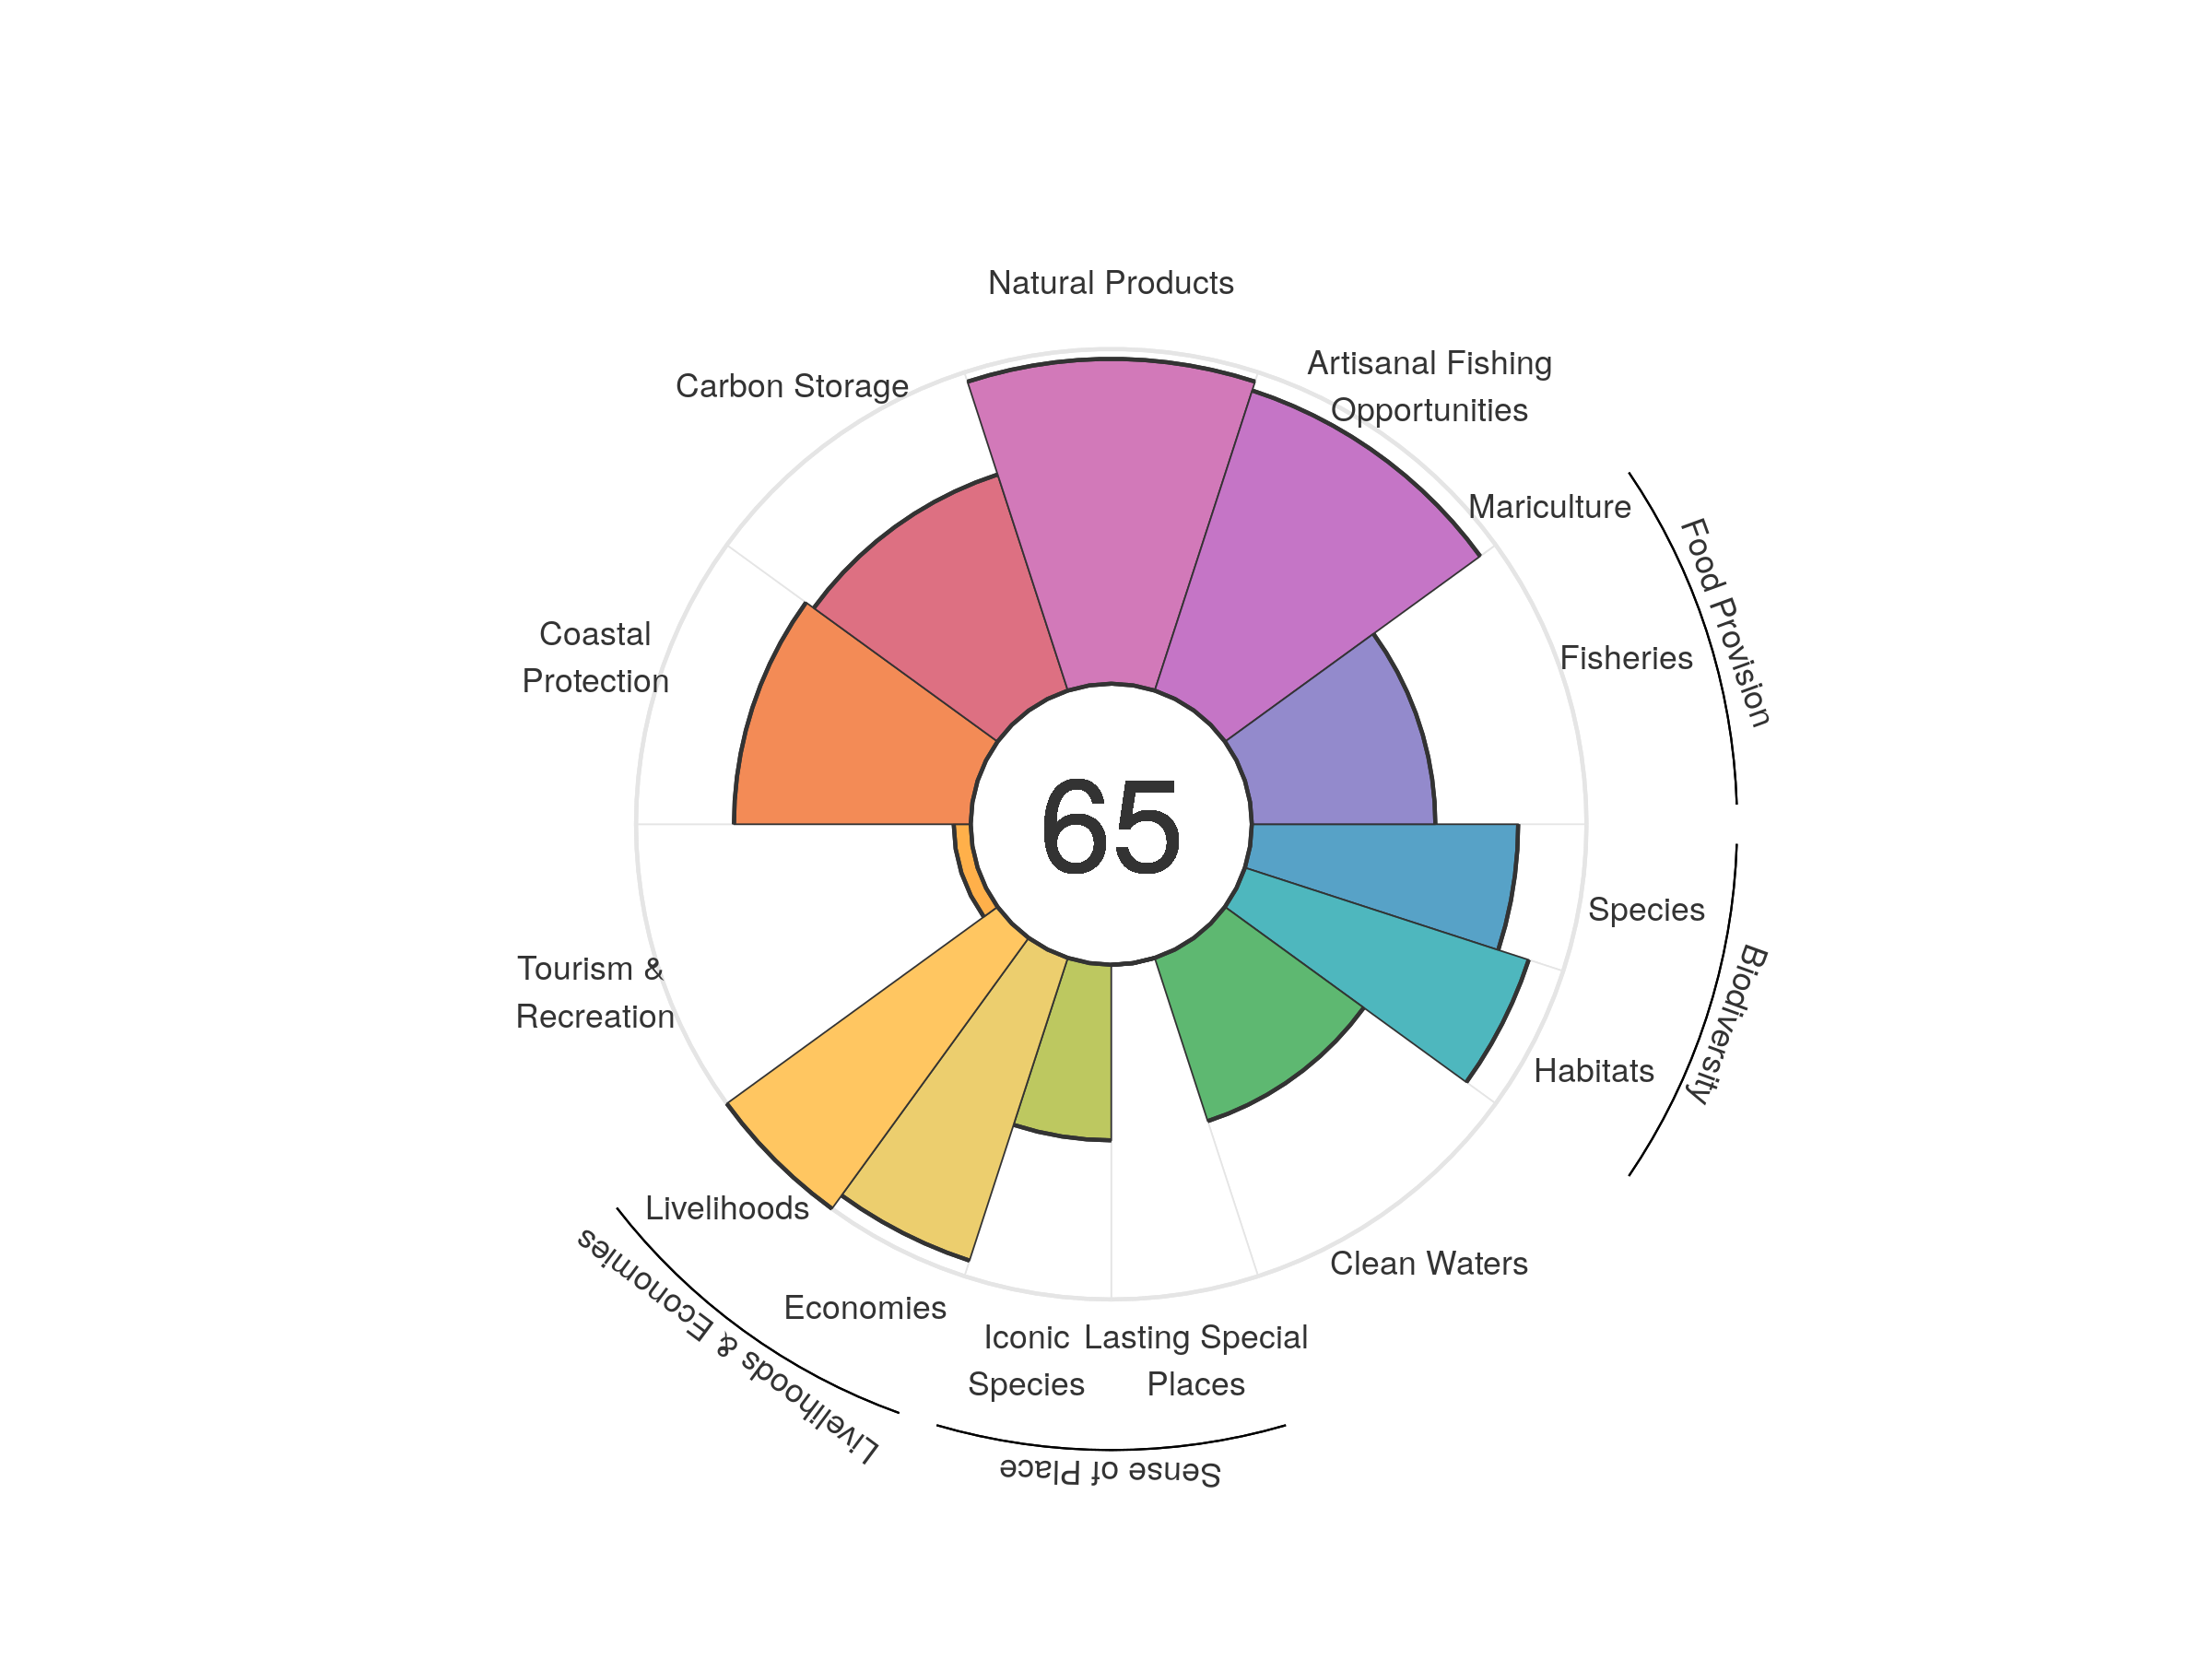 Natural Products
Artisanal Fishing
Opportunities
Carbon Storage
Mariculture
Food Provision
Coastal
Protection
Fisheries
65
Species
Biodiversity
Tourism &
Recreation
Habitats
Livelihoods
Clean Waters
Livelihoods & Economies
Economies
Iconic
Species
Lasting Special
Places
Sense of Place